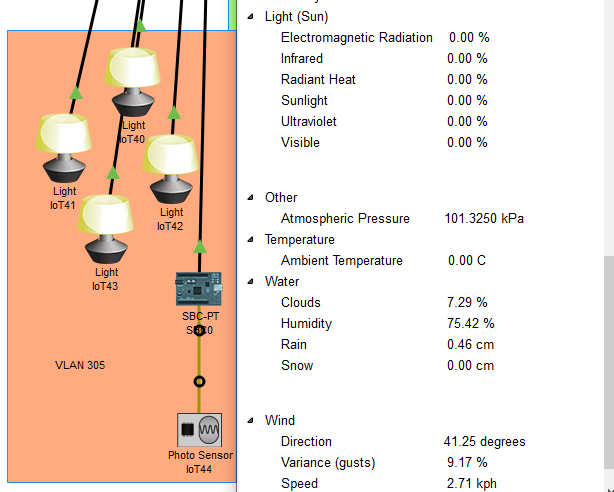 Light
IoT40
Light
IoT41
Light
IoT42
Light
IoT43
SBC-PT
VLAN 305
Photo Sensor
IoT44
Light (Sun)
Electromagnetic Radiation 0.00 %
Infrared 0.00 %
Radiant Heat 0.00 %
Sunlight 0.00 %
Ultraviolet 0.00 %
Visible 0.00 %
Other
Atmospheric Pressure 101.3250 kPa
Temperature
Ambient Temperature 0.00 C
Water
Clouds 7.29 %
Humidity 75.42 %
Rain 0.46 cm
Snow 0.00 cm
Wind
Direction 41.25 degrees
Variance (gusts) 9.17 %
Speed 2.71 kph